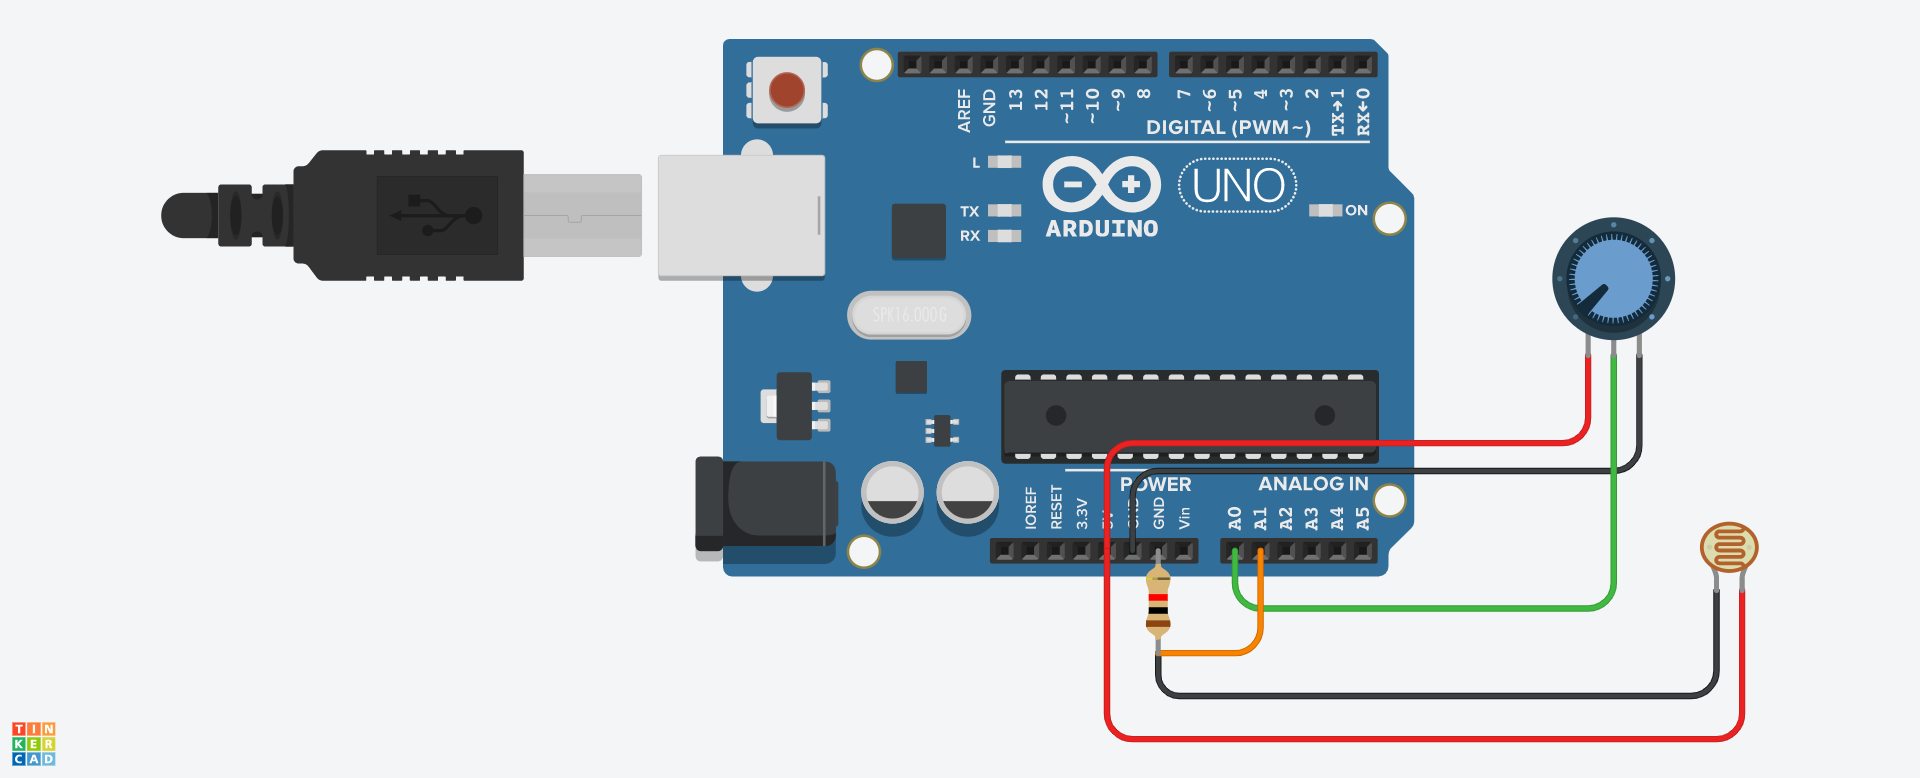 AREF
GND
13
12
~11
~10
~9
8
7
~6
~5
4
~3
2
TX→1
RX←0
DIGITAL (PWM~)
L
TX
RX
ARDUINO
UNO
ON
SPK16.000G
POWER
ANALOG IN
IOREF
RESET
3.3V
5V
GND
GND
Vin
A0
A1
A2
A3
A4
A5
TIN
KER
CAD